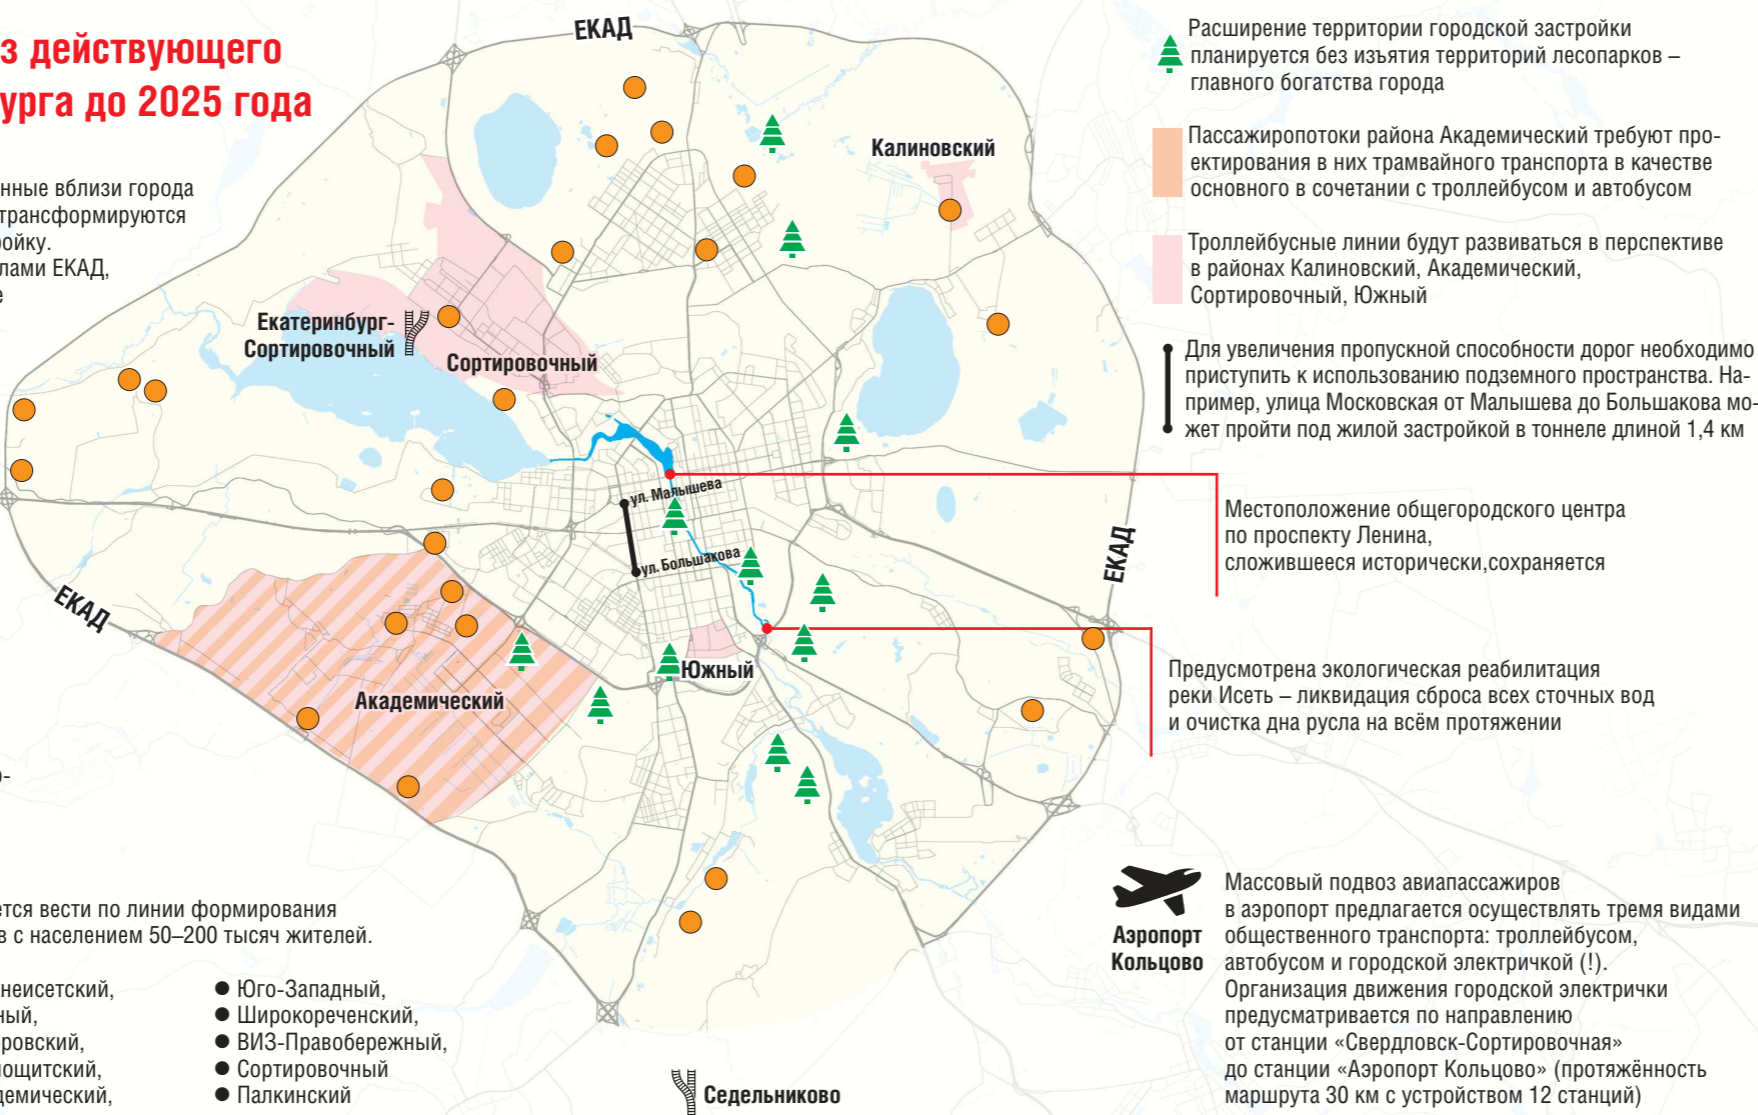 з действующего
урга до 2025 года
нные вблизи города
трансформируются
ройку.
лами ЕКАД,
е
ЕКАД
Калиновский
Екатеринбург-
Сортировочный
Сортировочный
ул. Малышева
ул. Большакова
ЕКАД
ЕКАД
Южный
Академический
о-
ется вести по линии формирования
в с населением 50–200 тысяч жителей.
неисетский,
ный,
ровский,
ющитский,
демический,
● Юго-Западный,
● Широкореченский,
● ВИЗ-Правобережный,
● Сортировочный
● Палкинский
Седельниково
Расширение территории городской застройки
планируется без изъятия территорий лесопарков –
главного богатства города
Пассажиропотоки района Академический требуют про-
ектирования в них трамвайного транспорта в качестве
основного в сочетании с троллейбусом и автобусом
Троллейбусные линии будут развиваться в перспективе
в районах Калиновский, Академический,
Сортировочный, Южный
Для увеличения пропускной способности дорог необходимо
приступить к использованию подземного пространства. На-
пример, улица Московская от Малышева до Большакова мо-
жет пройти под жилой застройкой в тоннеле длиной 1,4 км
Местоположение общегородского центра
по проспекту Ленина,
сложившееся исторически,сохраняется
Предусмотрена экологическая реабилитация
реки Исеть – ликвидация сброса всех сточных вод
и очистка дна русла на всём протяжении
Аэропорт
Кольцово
Массовый подвоз авиапассажиров
в аэропорт предлагается осуществлять тремя видами
общественного транспорта: троллейбусом,
автобусом и городской электричкой (!).
Организация движения городской электрички
предусматривается по направлению
от станции «Свердловск-Сортировочная»
до станции «Аэропорт Кольцово» (протяжённость
маршрута 30 км с устройством 12 станций)